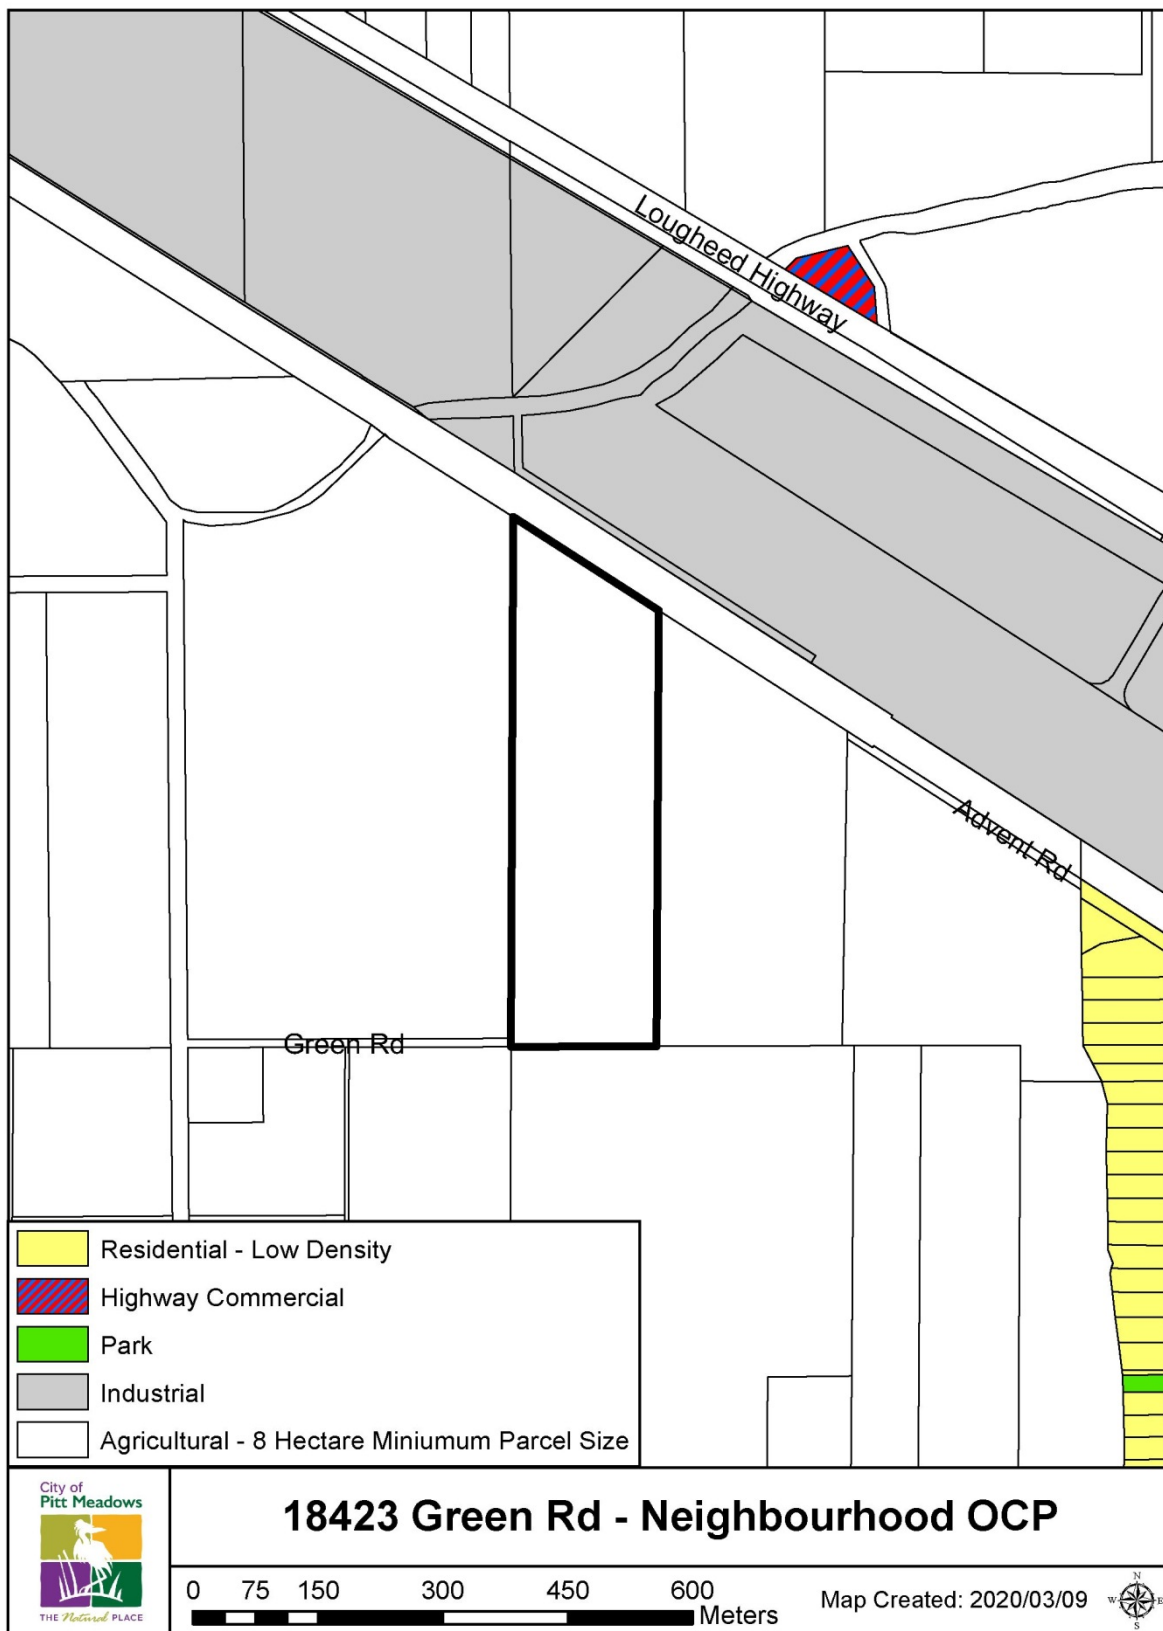 Lougheed Highway
Advent Rd
Green Rd
Residential - Low Density
Highway Commercial
Park
Industrial
Agricultural - 8 Hectare Miniumum Parcel Size
City of
Pitt Meadows
THE Natural PLACE
18423 Green Rd - Neighbourhood OCP
0 75 150 300 450 600
Meters
Map Created: 2020/03/09
N
W E
S